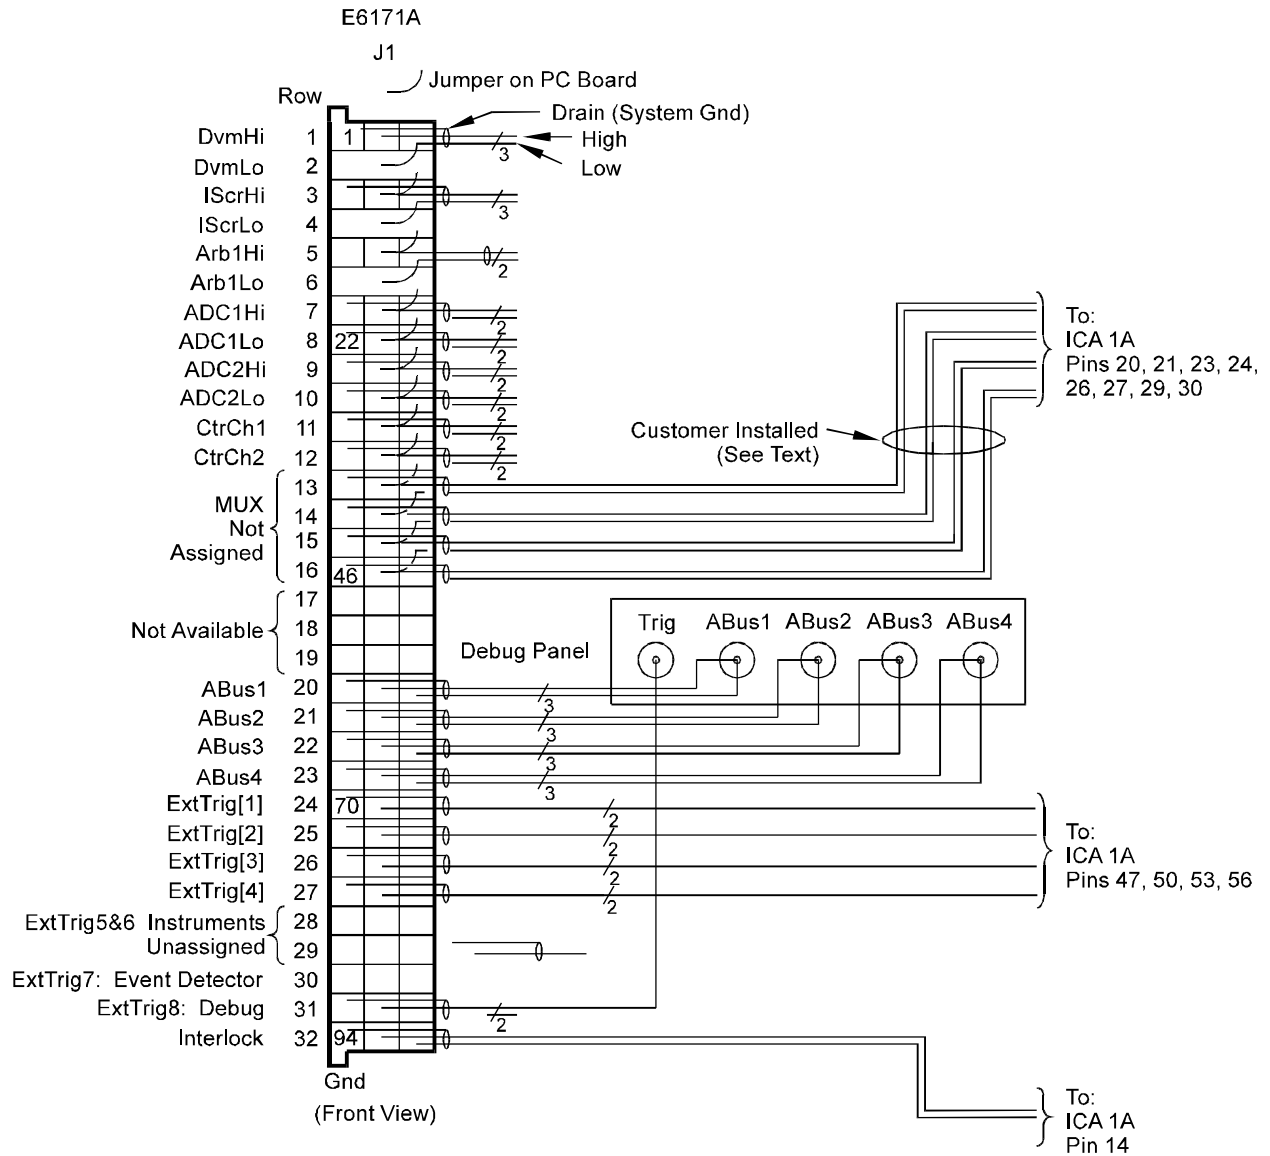 E6171A
J1
Jumper on PC Board
Row
Drain (System Gnd)
DvmHi 1 1
High
3
DvmLo 2
Low
IScrHi 3
3
IScrLo 4
Arb1Hi 5
2
Arb1Lo 6
ADC1Hi 7
2
ADC1Lo 8 22
2
ADC2Hi 9
2
ADC2Lo 10
2
CtrCh1 11
2
CtrCh2 12
2
To:
ICA 1A
Pins 20, 21, 23, 24,
26, 27, 29, 30
Customer Installed
(See Text)
MUX
Not
Assigned
13
14
15
16 46
Not Available
17
18
19
Debug Panel
Trig ABus1 ABus2 ABus3 ABus4
ABus1 20
3
ABus2 21
3
ABus3 22
3
ABus4 23
3
ExtTrig[1] 24 70
2
ExtTrig[2] 25
2
ExtTrig[3] 26
2
ExtTrig[4] 27
2
To:
ICA 1A
Pins 47, 50, 53, 56
ExtTrig5&6 Instruments
Unassigned
28
29
ExtTrig7: Event Detector 30
ExtTrig8: Debug 31
2
Interlock 32 94
Gnd
(Front View)
To:
ICA 1A
Pin 14